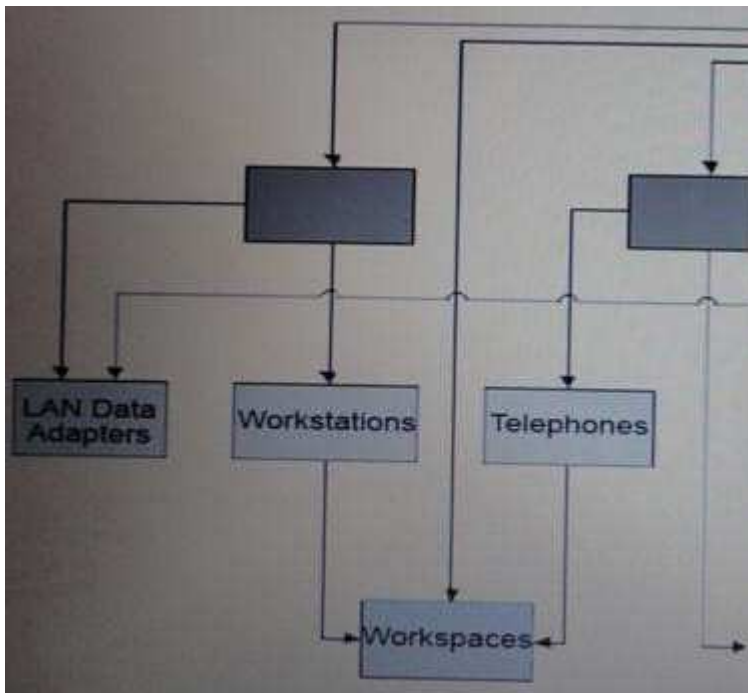 LAN Data
Adapters
Workstations
Telephones
Workspaces